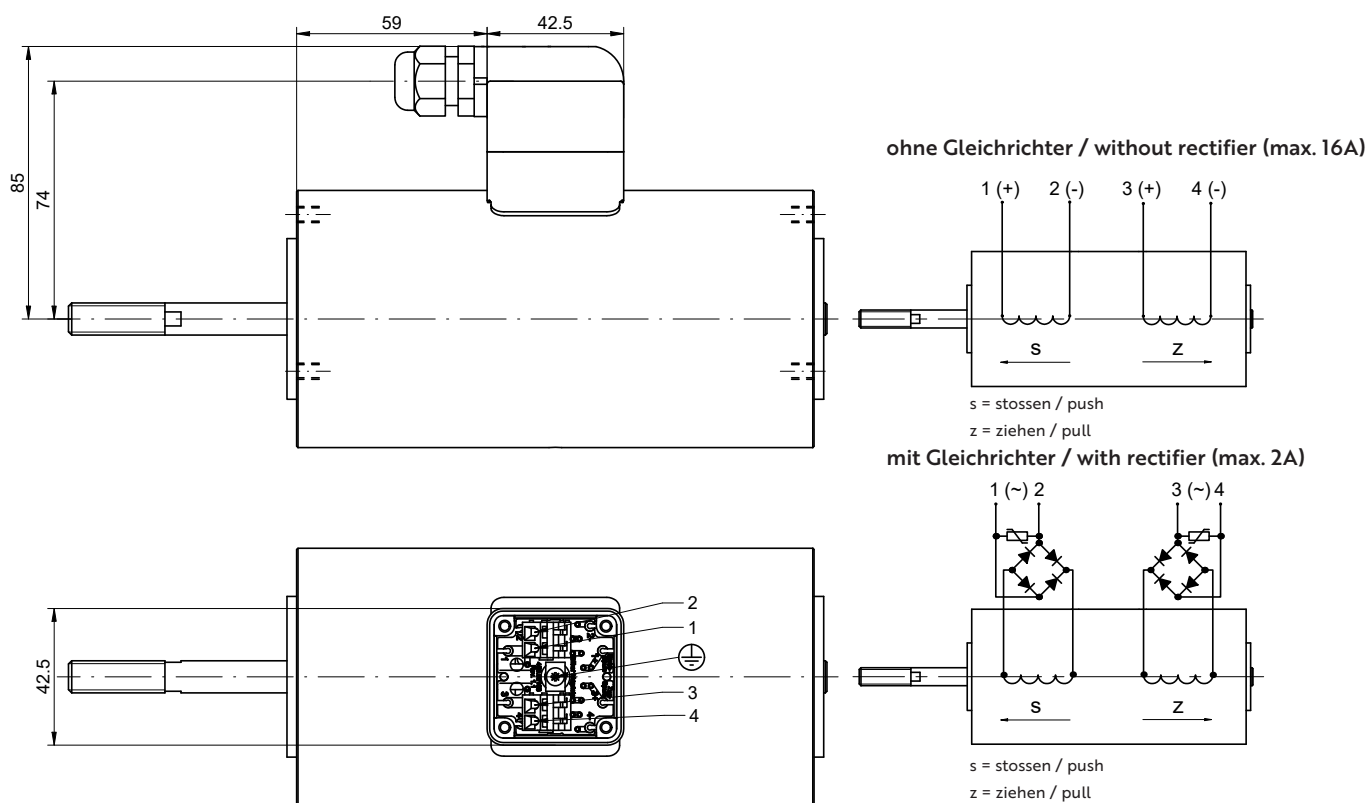 59
42.5
85
74
ohne Gleichrichter / without rectifier (max. 16A)
1 (+) 2 (-) 3 (+) 4 (-)
s z
s = stossen / push
z = ziehen / pull
mit Gleichrichter / with rectifier (max. 2A)
1 (~) 2 3 (~) 4
s z
s = stossen / push
z = ziehen / pull
42.5
2
1
3
4